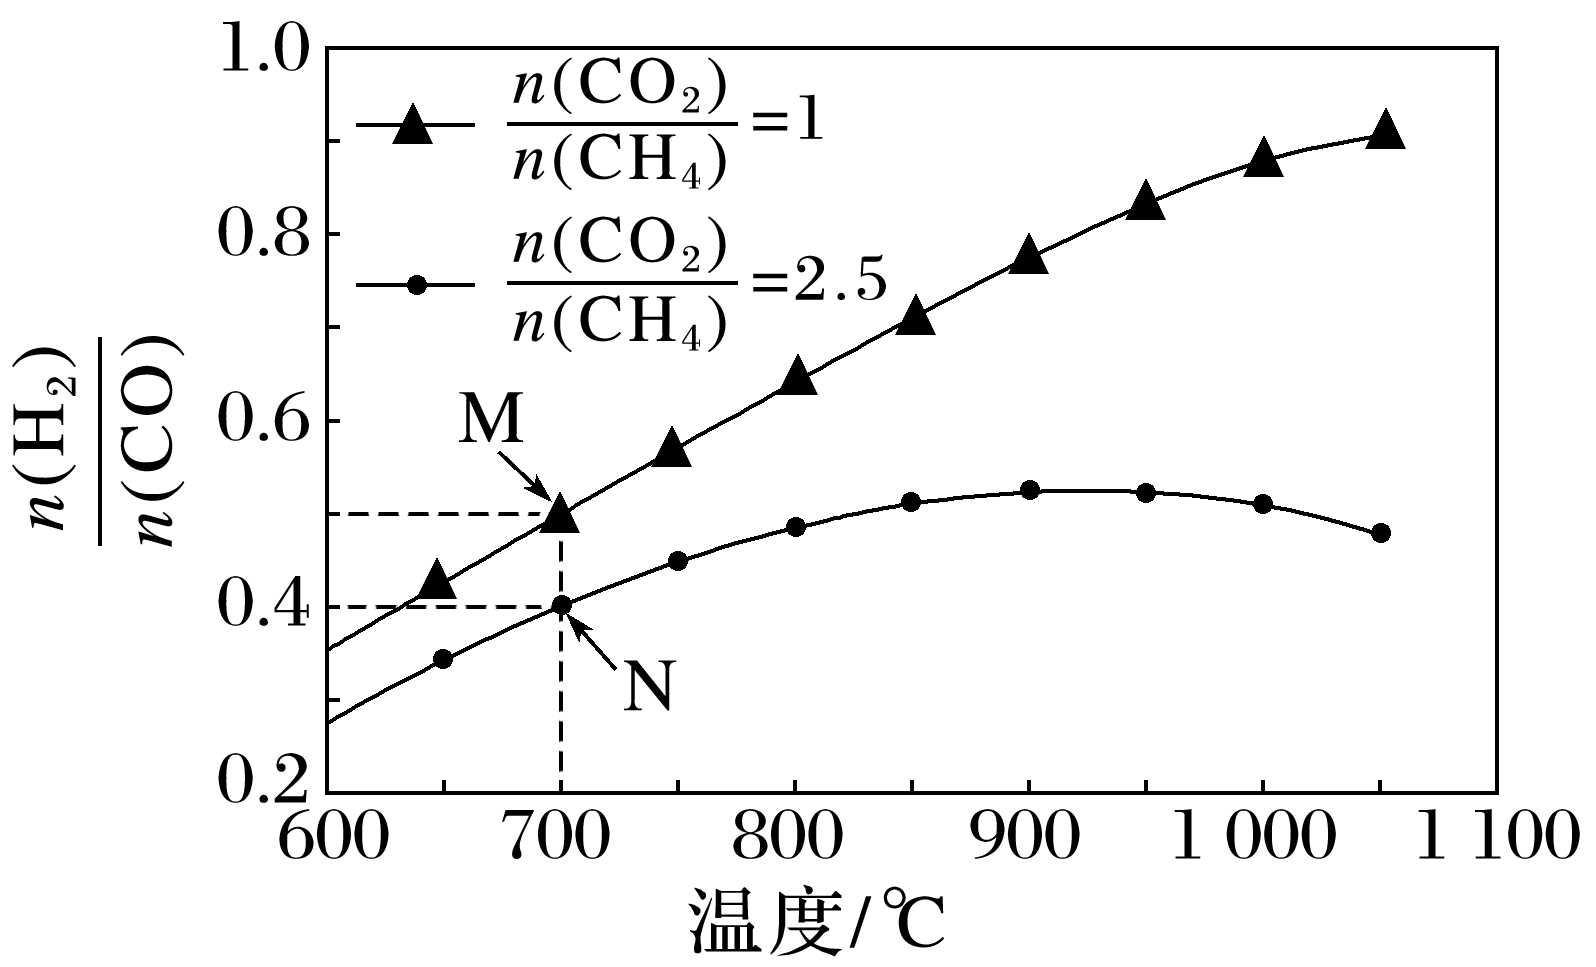 1.0
0.8
0.6
0.4
0.2
n(H₂)/n(CO)
n(CO₂)/n(CH₄)=1
n(CO₂)/n(CH₄)=2.5
M
N
600 700 800 900 1 000 1 100
温度/℃